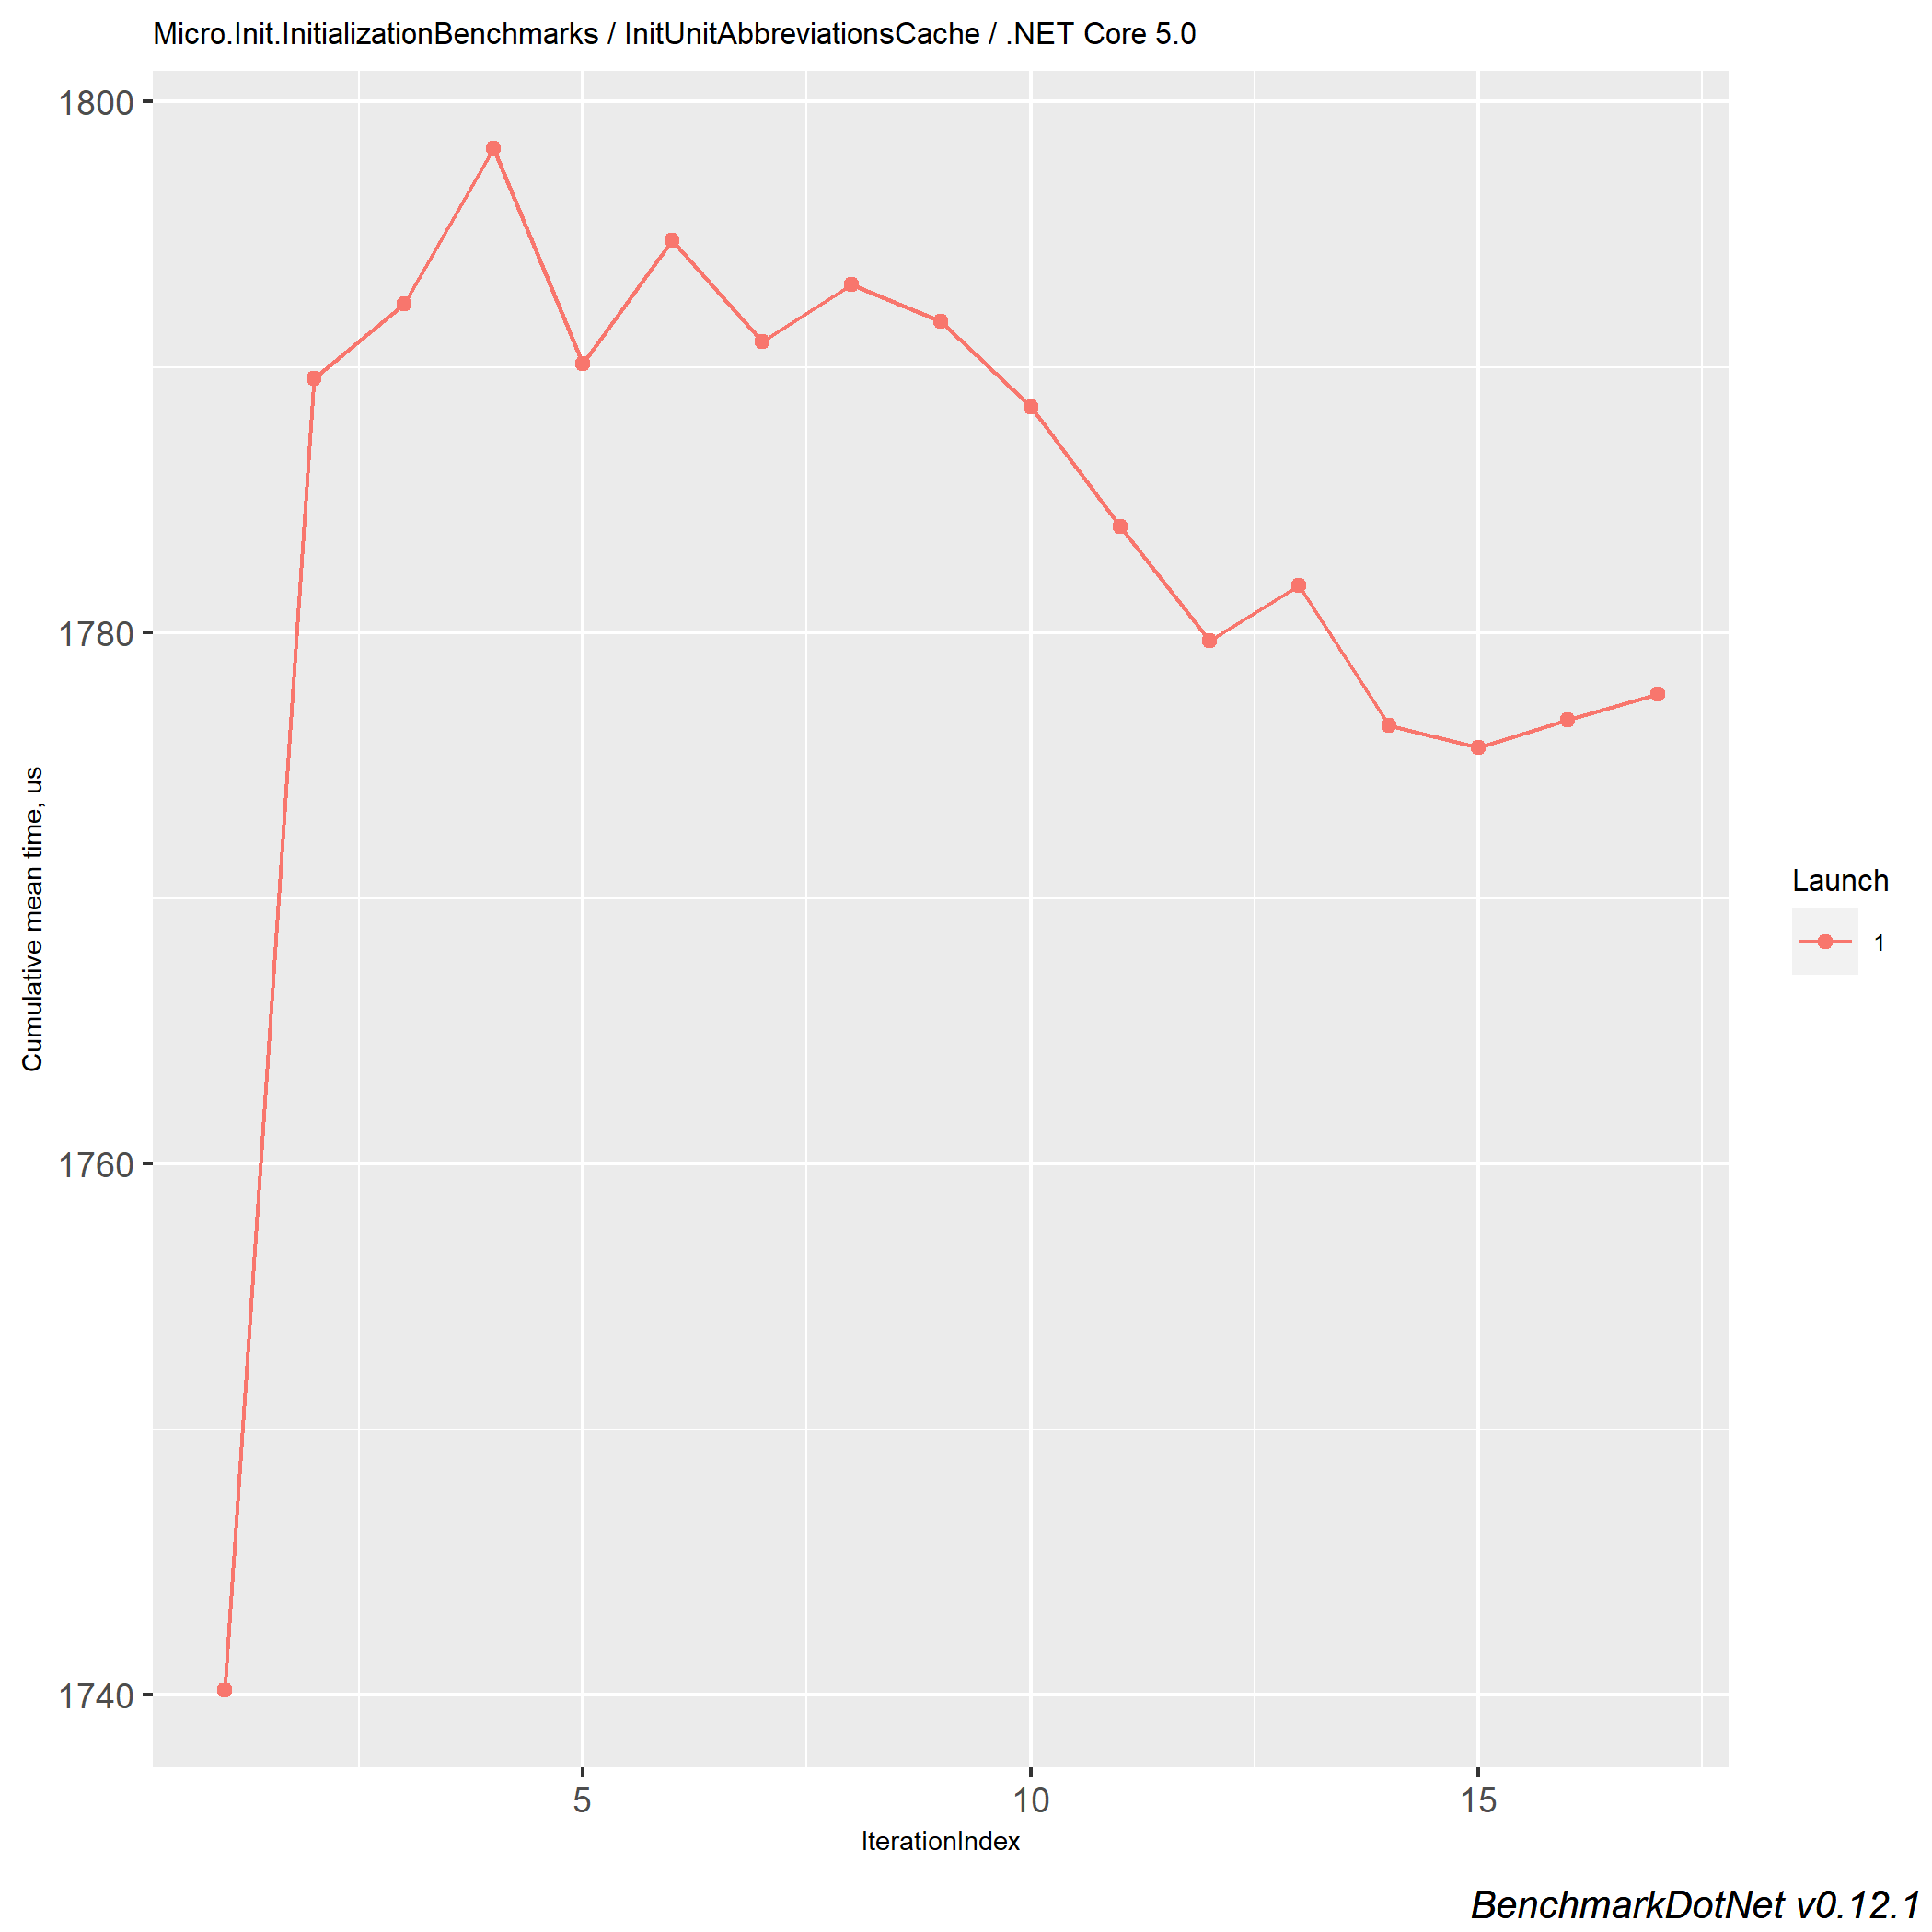 Micro.Init.InitializationBenchmarks / InitUnitAbbreviationsCache / .NET Core 5.0
1800
1780
1760
1740
Cumulative mean time, us
5 10 15
IterationIndex
Launch
1
BenchmarkDotNet v0.12.1